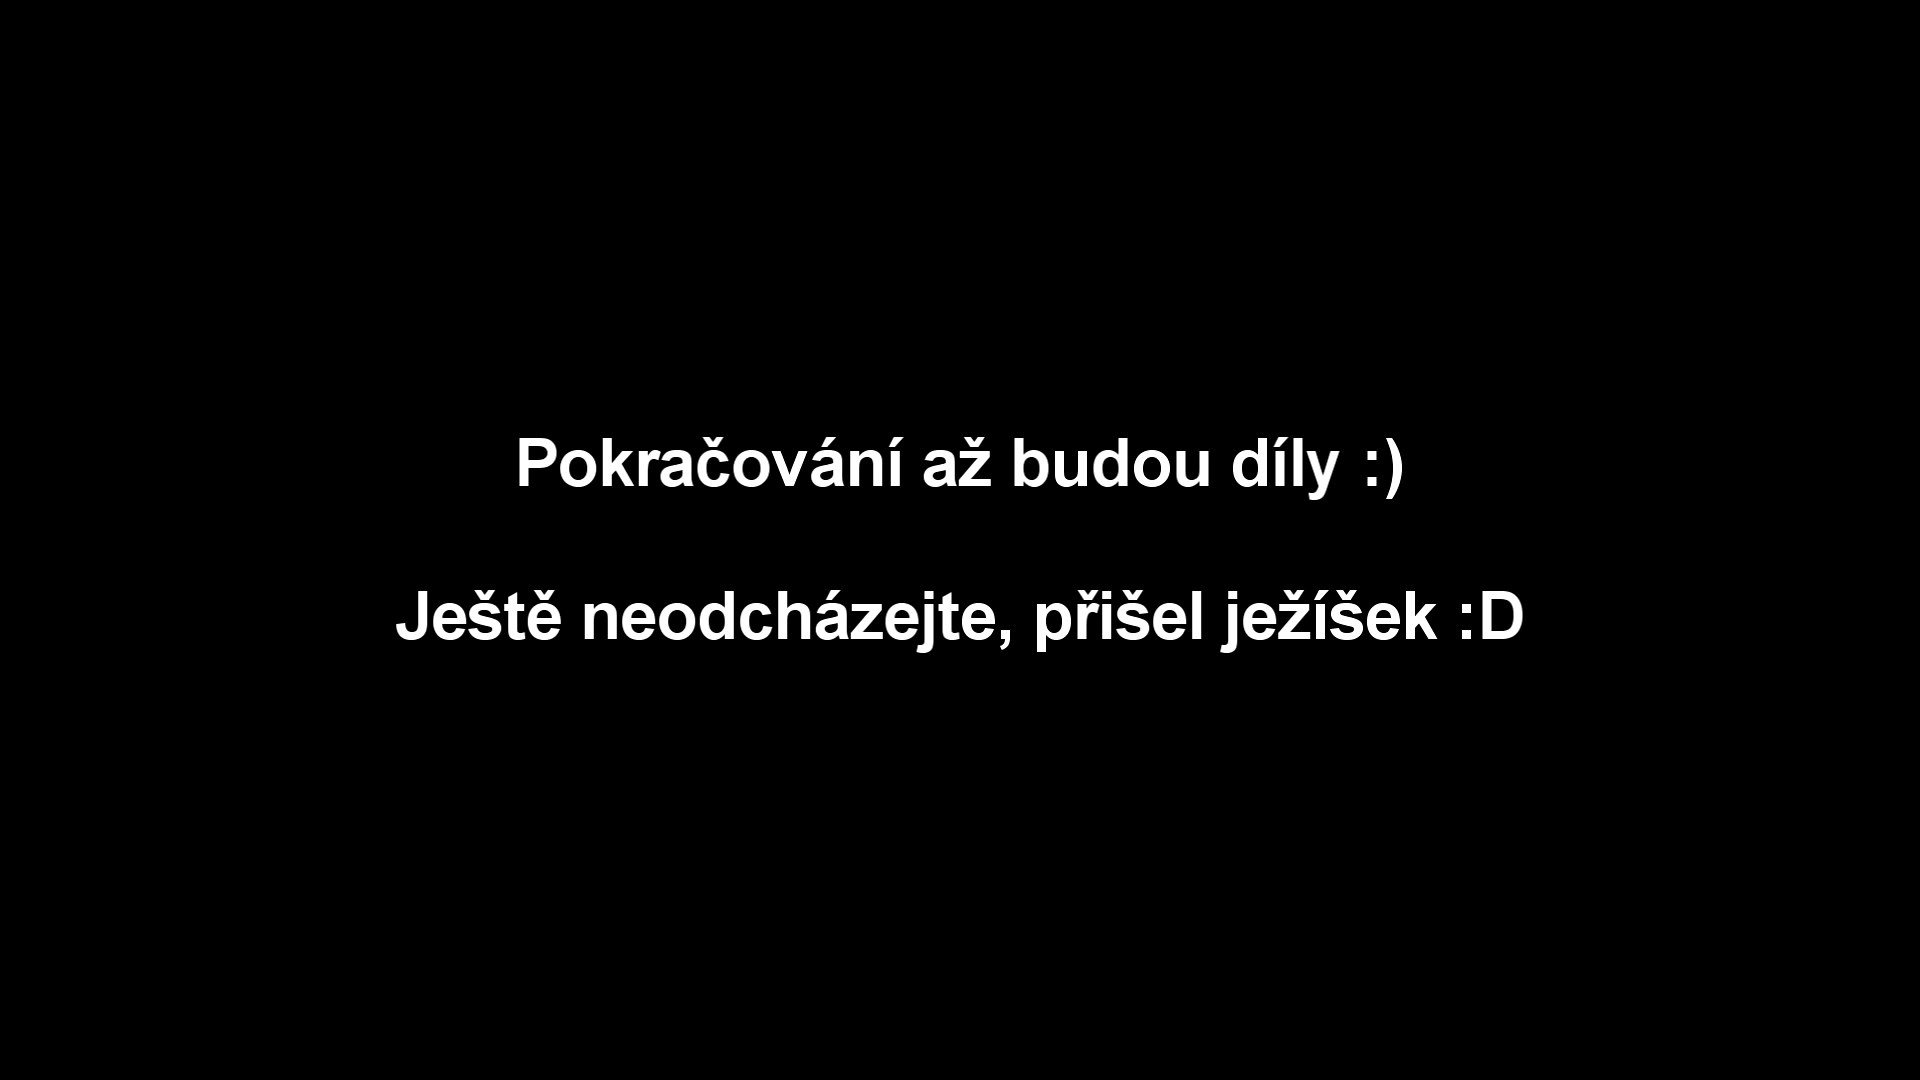 Pokračování až budou díly :)
Ještě neodcházejte, přišel ježíšek :D